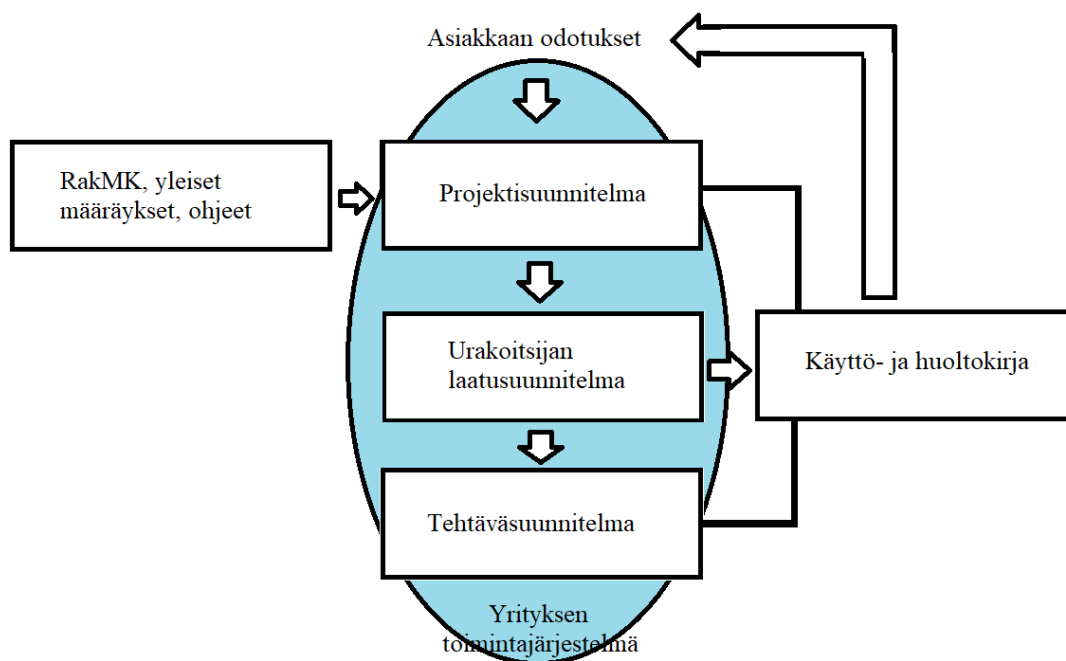 Asiakkaan odotukset
RakMK, yleiset
määräykset, ohjeet
Projektisuunnitelma
Urakoitsijan
laatusuunnitelma
Käyttö- ja huoltokirja
Tehtäväsuunnitelma
Yrityksen
toimintajärjestelmä